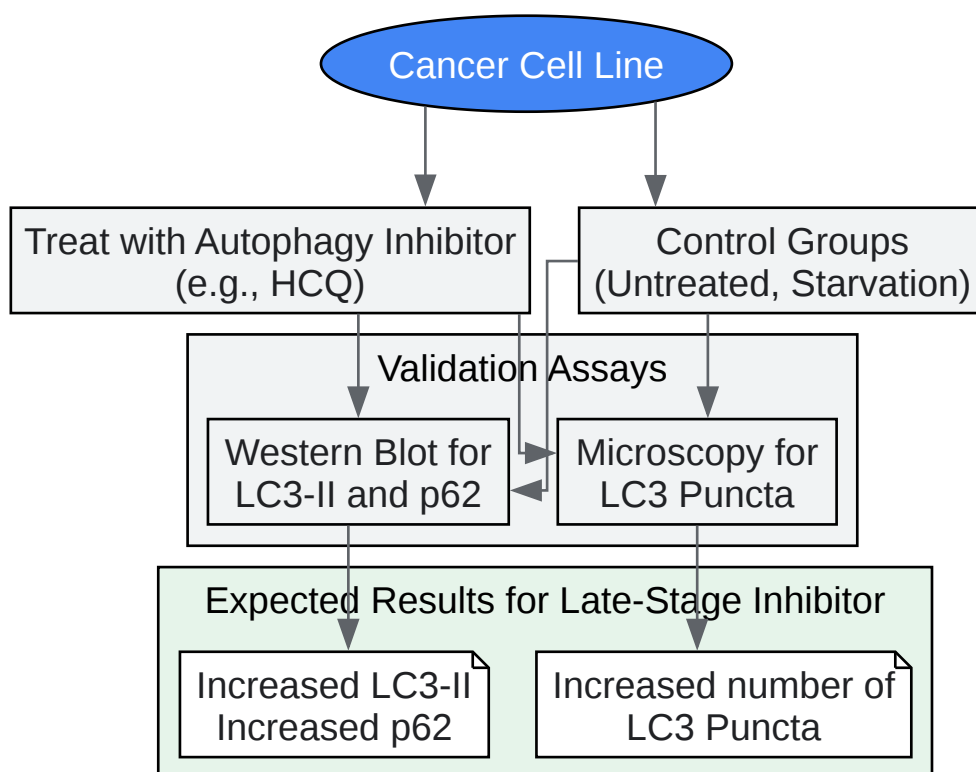 Cancer Cell Line
Treat with Autophagy Inhibitor
(e.g., HCQ)
Control Groups
(Untreated, Starvation)
Validation Assays
Western Blot for
LC3-II and p62
Microscopy for
LC3 Puncta
Expected Results for Late-Stage Inhibitor
Increased LC3-II
Increased p62
Increased number of
LC3 Puncta